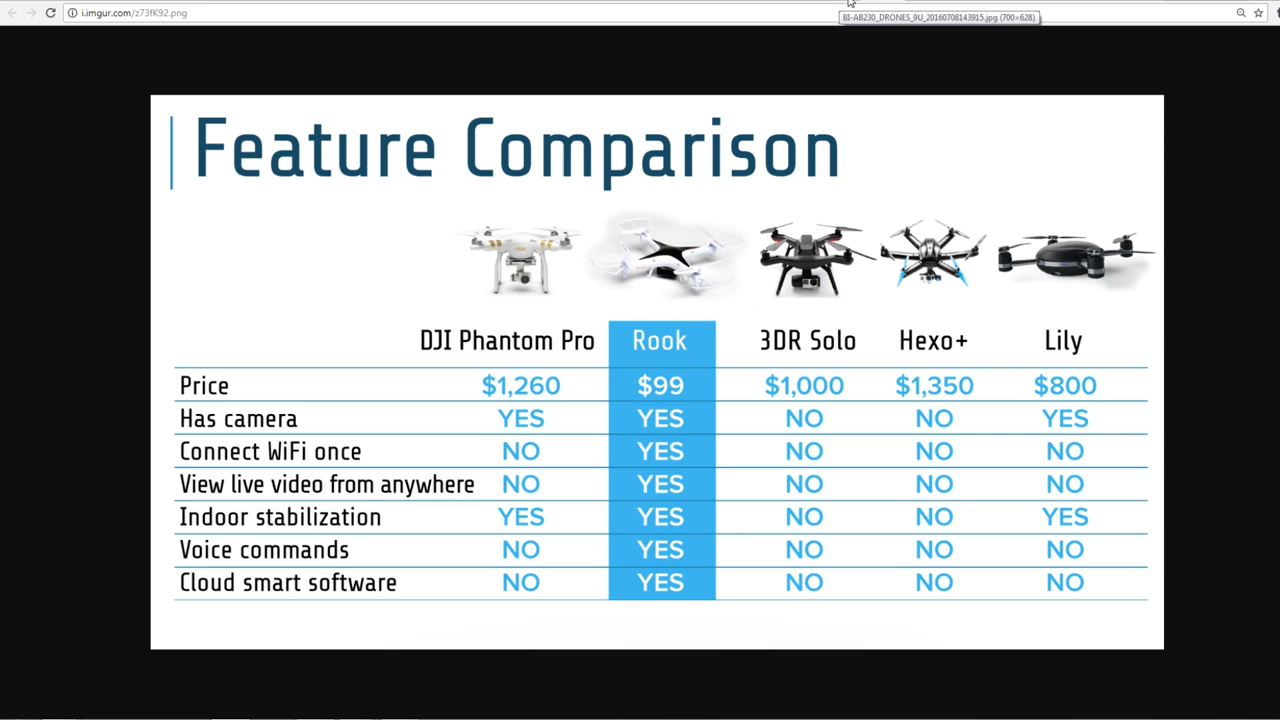 i.imgur.com/z73fK92.png
BI-AB230_DRONES_9U_20160708143915.jpg (700×628)
Feature Comparison
DJI Phantom Pro Rook 3DR Solo Hexo+ Lily
Price $1,260 $99 $1,000 $1,350 $800
Has camera YES YES NO NO YES
Connect WiFi once NO YES NO NO NO
View live video from anywhere NO YES NO NO NO
Indoor stabilization YES YES NO NO YES
Voice commands NO YES NO NO NO
Cloud smart software NO YES NO NO NO